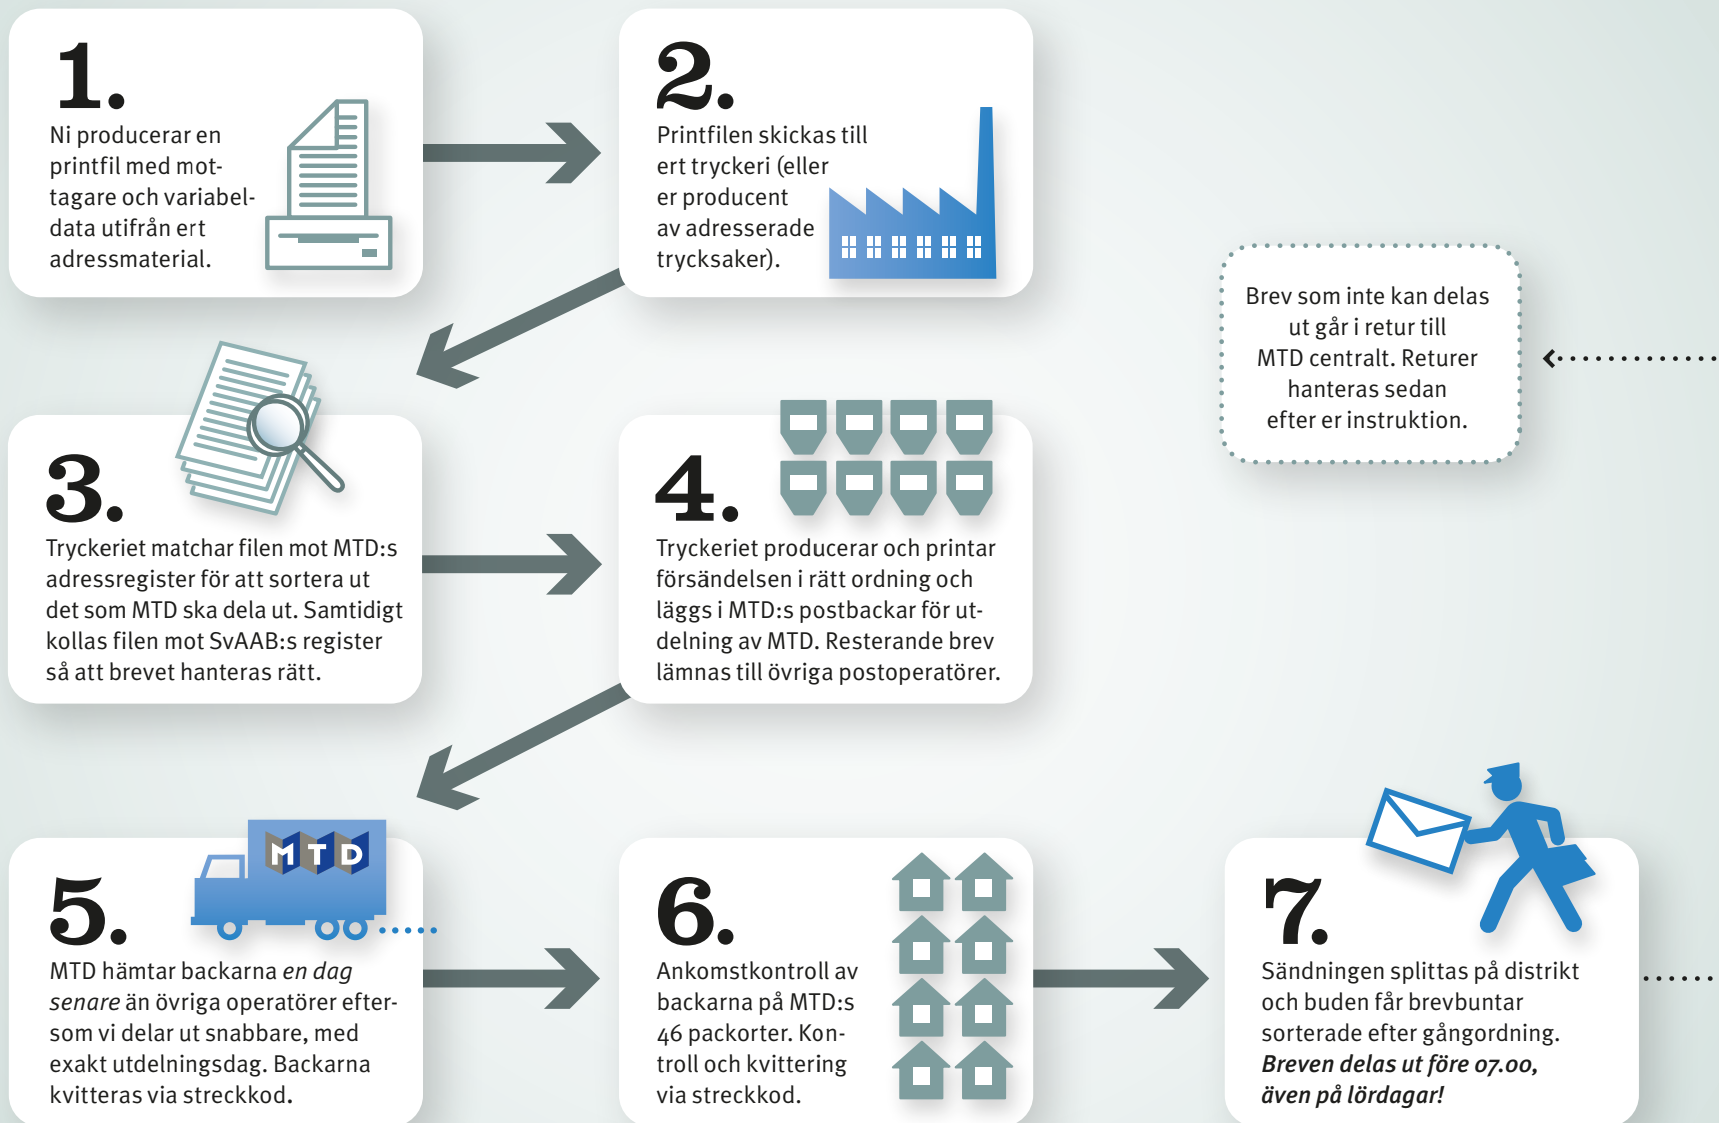 1.
Ni producerar en
printfil med mot-
tagare och variabel-
data utifrån ert
adressmaterial.
2.
Printfilen skickas till
ert tryckeri (eller
er producent
av adresserade
trycksaker).
Brev som inte kan delas
ut går i retur till
MTD centralt. Returer
hanteras sedan
efter er instruktion.
3.
Tryckeriet matchar filen mot MTD:s
adressregister för att sortera ut
det som MTD ska dela ut. Samtidigt
kollas filen mot SvAAB:s register
så att brevet hanteras rätt.
4.
Tryckeriet producerar och printar
försändelsen i rätt ordning och
läggs i MTD:s postbackar för ut-
delning av MTD. Resterande brev
lämnas till övriga postoperatörer.
MTD
5.
MTD hämtar backarna en dag
senare än övriga operatörer efter-
som vi delar ut snabbare, med
exakt utdelningsdag. Backarna
kvitteras via streckkod.
6.
Ankomstkontroll av
backarna på MTD:s
46 packorter. Kon-
troll och kvittering
via streckkod.
7.
Sändningen splittas på distrikt
och buden får brevbuntar
sorterade efter gångordning.
Breven delas ut före 07.00,
även på lördagar!